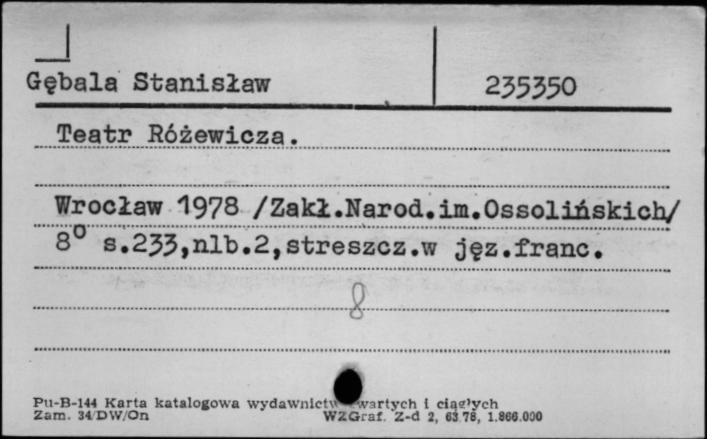 Gębala Stanisław 235350
Teatr Różewicza.
Wrocław 1978 /Zakł.Narod.im.Ossolińskich/
8° s.233,nlb.2,streszcz.w jęz.franc.
8
Pu-B-144 Karta katalogowa wydawnictw zwartych i ciągłych
Zam. 34/DW/On WZGraf. Z-d 2, 63.78, 1.866.000